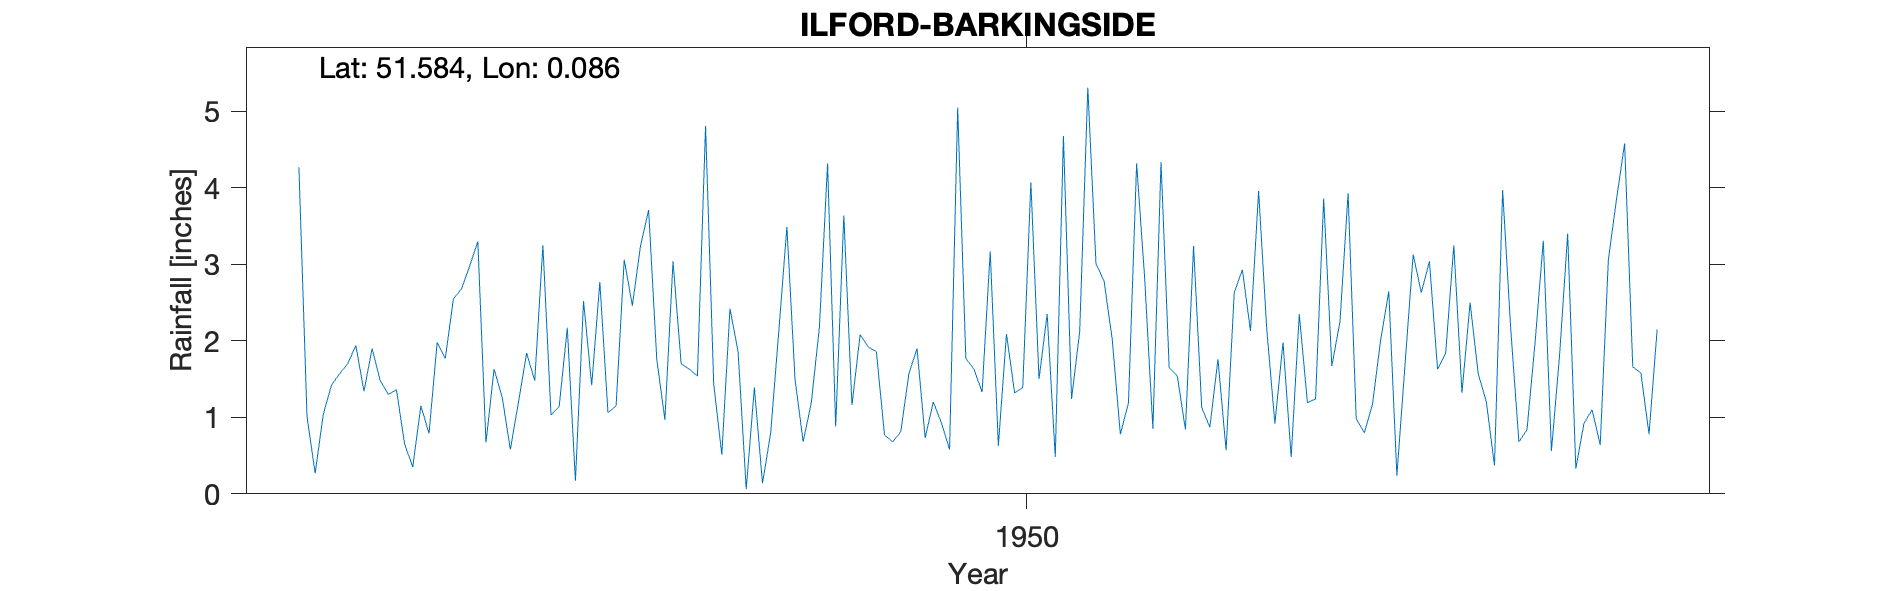 ILFORD-BARKINGSIDE
Lat: 51.584, Lon: 0.086
Rainfall [inches]
5
4
3
2
1
0
1950
Year